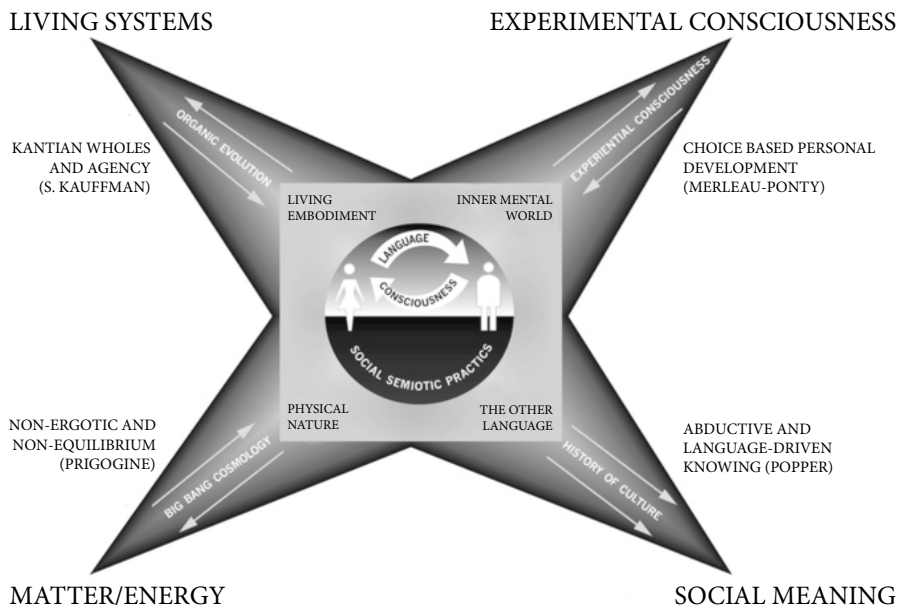 LIVING SYSTEMS
EXPERIMENTAL CONSCIOUSNESS
ORGANIC EVOLUTION
EXPERIENTIAL CONSCIOUSNESS
KANTIAN WHOLES
AND AGENCY
(S. KAUFFMAN)
CHOICE BASED PERSONAL
DEVELOPMENT
(MERLEAU-PONTY)
LIVING
EMBODIMENT
INNER MENTAL
WORLD
LANGUAGE
CONSCIOUSNESS
SOCIAL SEMIOTIC PRACTICS
PHYSICAL
NATURE
THE OTHER
LANGUAGE
NON-ERGOTIC AND
NON-EQUILIBRIUM
(PRIGOGINE)
ABDUCTIVE AND
LANGUAGE-DRIVEN
KNOWING (POPPER)
BIG BANG COSMOLOGY
HISTORY OF CULTURE
MATTER/ENERGY
SOCIAL MEANING